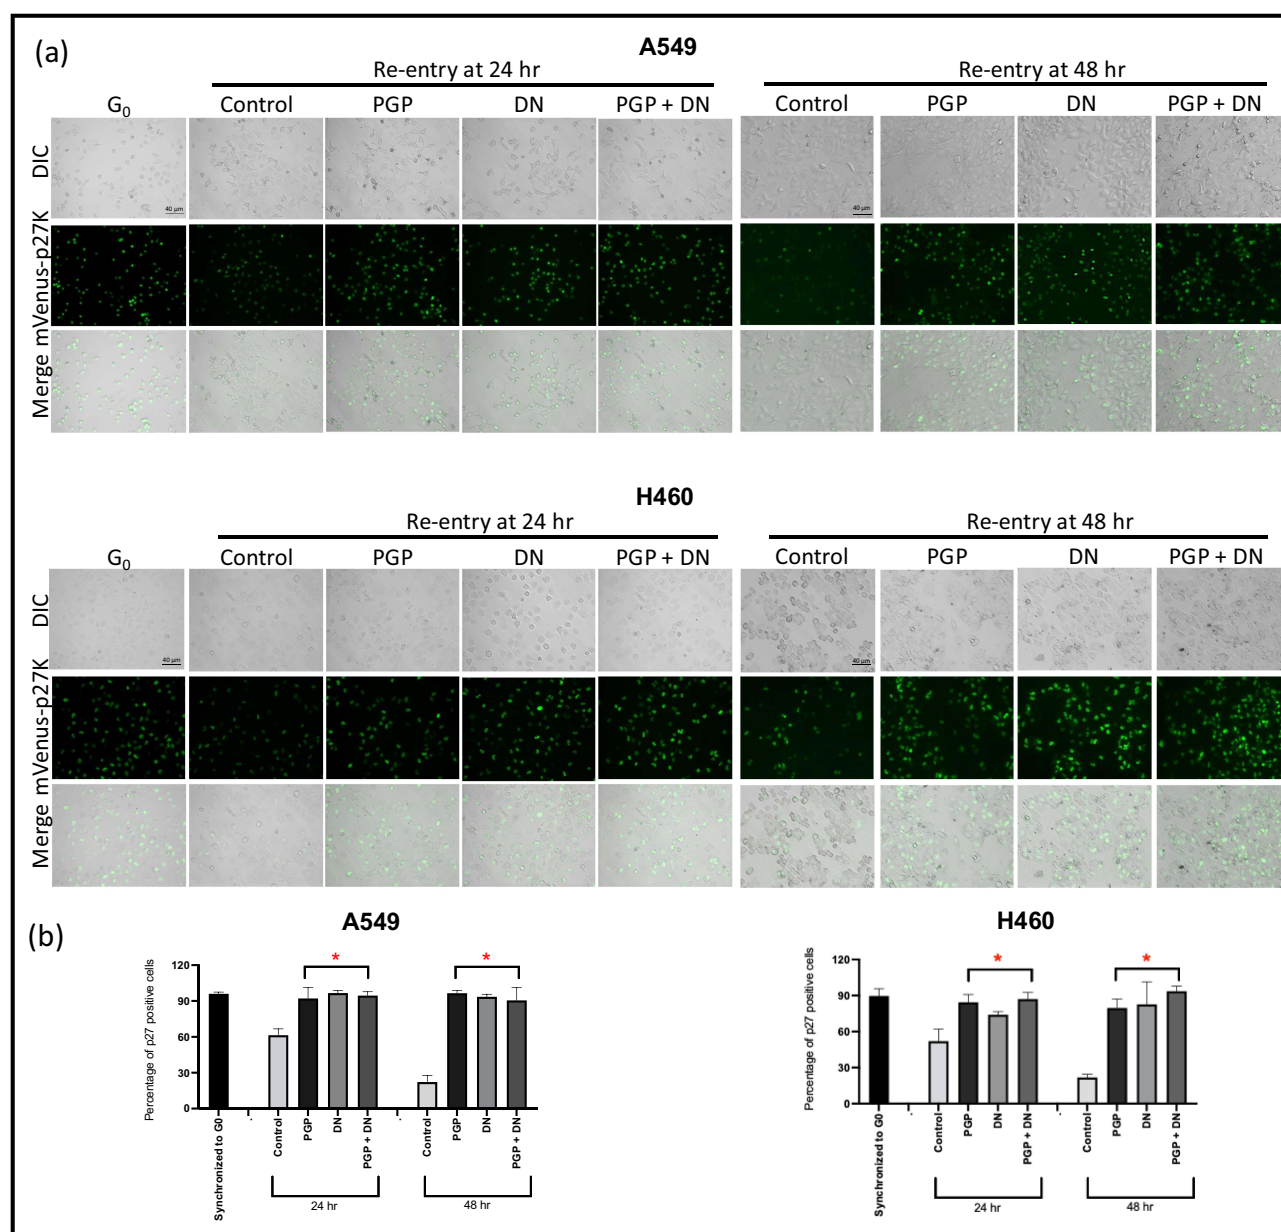 (a)
A549
Re-entry at 24 hr
Re-entry at 48 hr
G0
Control
PGP
DN
PGP + DN
Control
PGP
DN
PGP + DN
DIC
40 µm
40 µm
mVenus-p27K
Merge
H460
Re-entry at 24 hr
Re-entry at 48 hr
G0
Control
PGP
DN
PGP + DN
Control
PGP
DN
PGP + DN
DIC
40 µm
40 µm
mVenus-p27K
Merge
(b)
A549
Percentage of p27 positive cells
120
90
60
30
0
*
*
Synchronized to G0
Control
PGP
DN
PGP + DN
Control
PGP
DN
PGP + DN
24 hr
48 hr
H460
Percentage of p27 positive cells
120
90
60
30
0
*
*
Synchronized to G0
Control
PGP
DN
PGP + DN
Control
PGP
DN
PGP + DN
24 hr
48 hr